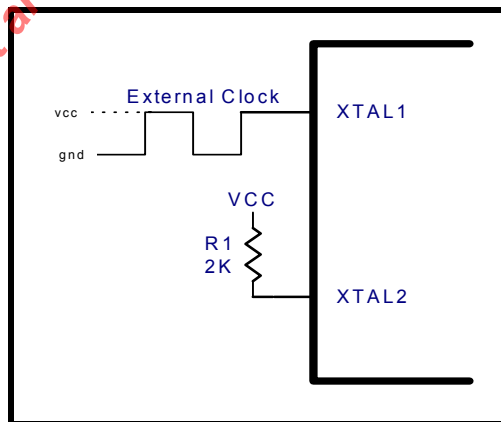 External Clock
vcc
gnd
XTAL1
VCC
R1
2K
XTAL2